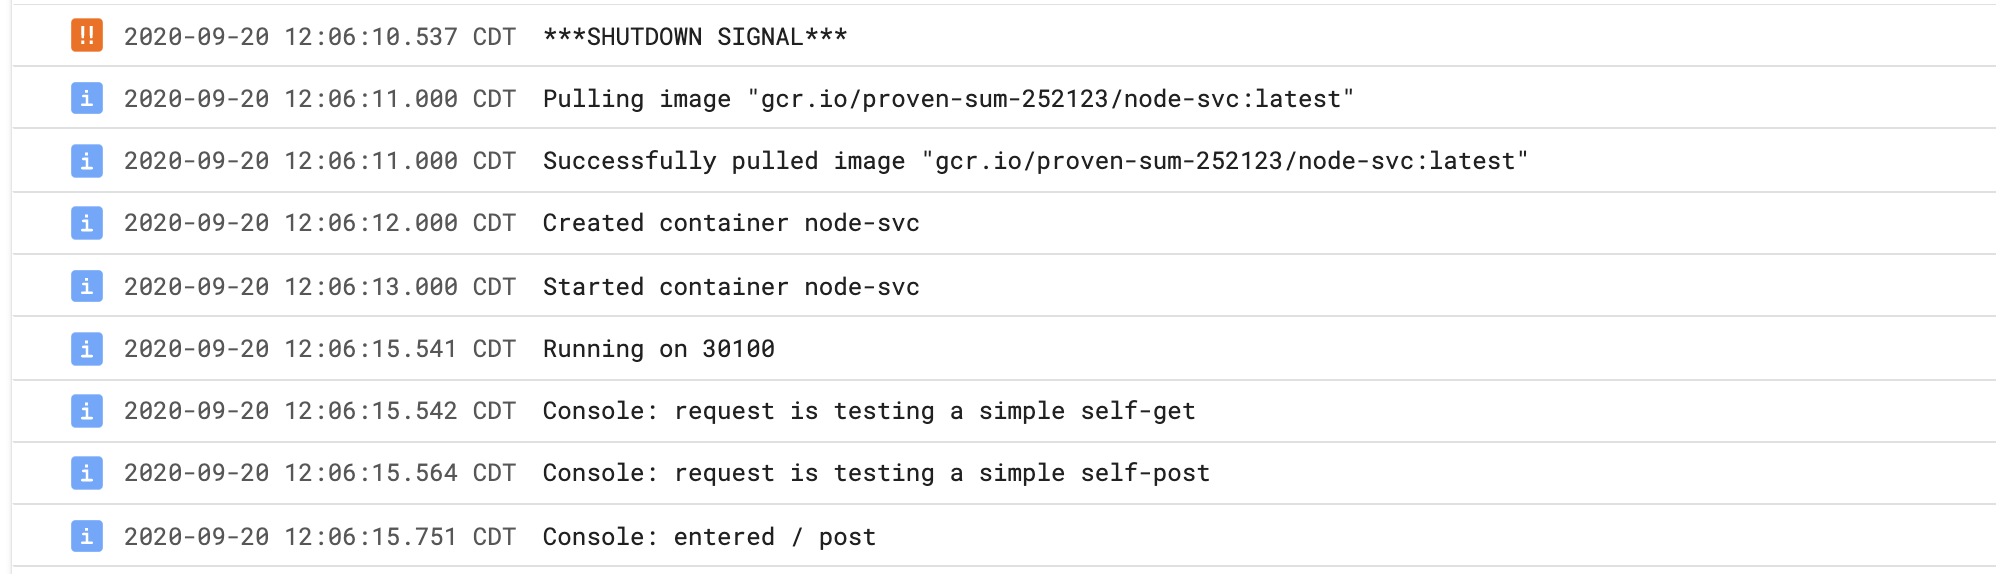 !! 2020-09-20 12:06:10.537 CDT ***SHUTDOWN SIGNAL***
i 2020-09-20 12:06:11.000 CDT Pulling image "gcr.io/proven-sum-252123/node-svc:latest"
i 2020-09-20 12:06:11.000 CDT Successfully pulled image "gcr.io/proven-sum-252123/node-svc:latest"
i 2020-09-20 12:06:12.000 CDT Created container node-svc
i 2020-09-20 12:06:13.000 CDT Started container node-svc
i 2020-09-20 12:06:15.541 CDT Running on 30100
i 2020-09-20 12:06:15.542 CDT Console: request is testing a simple self-get
i 2020-09-20 12:06:15.564 CDT Console: request is testing a simple self-post
i 2020-09-20 12:06:15.751 CDT Console: entered / post